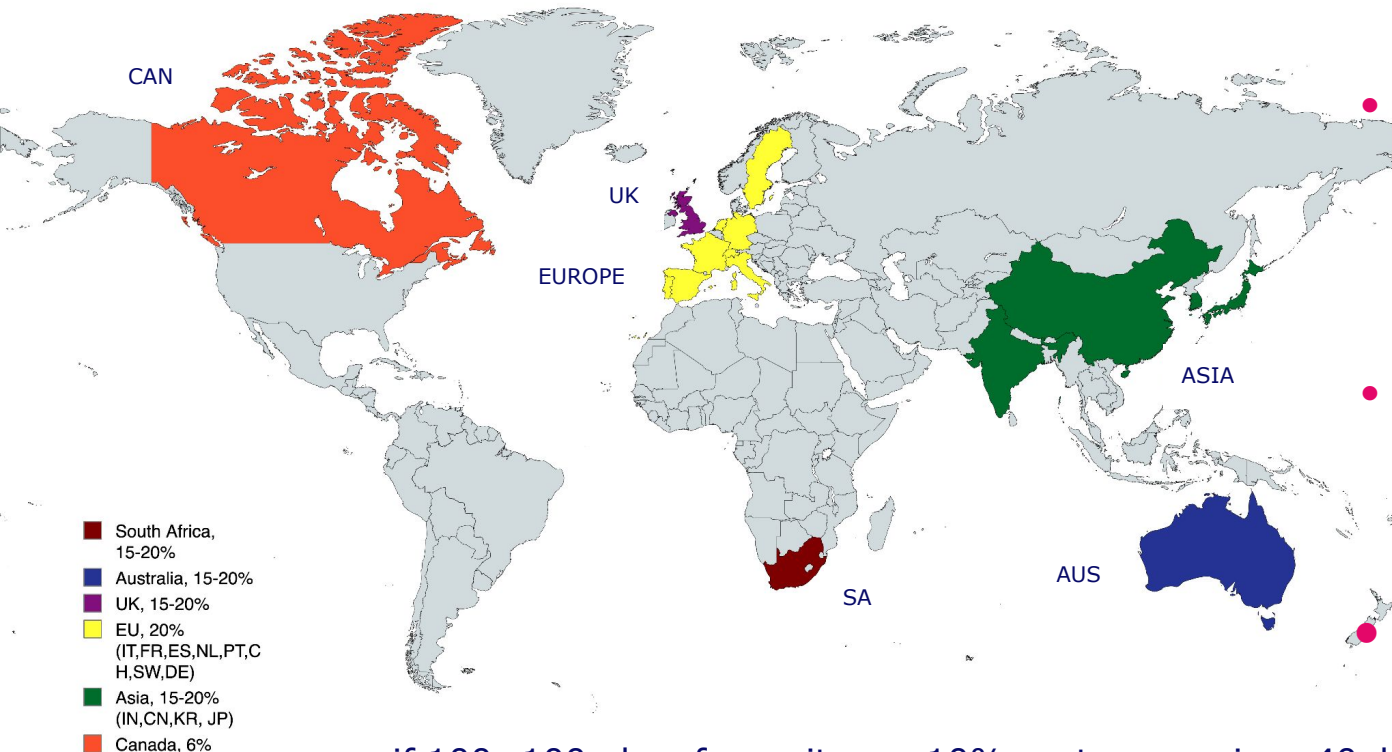 CAN
UK
EUROPE
ASIA
AUS
SA
South Africa,
15-20%
Australia, 15-20%
UK, 15-20%
EU, 20%
(IT,FR,ES,NL,PT,C
H,SW,DE)
Asia, 15-20%
(IN,CN,KR, JP)
Canada, 6%